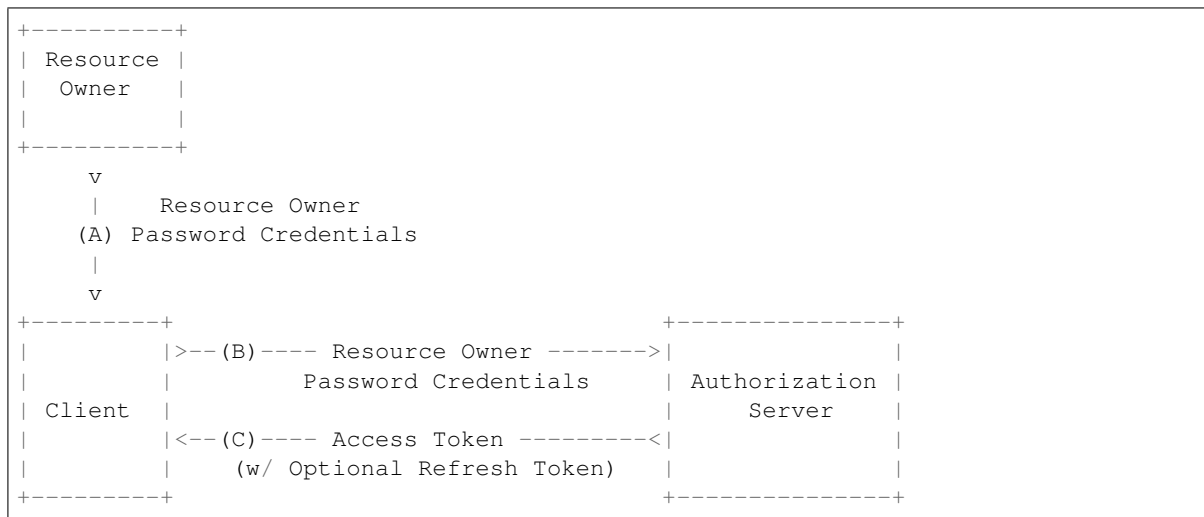 +----------+
| Resource |
|  Owner   |
|          |
+----------+
     v
     |    Resource Owner
    (A) Password Credentials
     |
     v
+---------+                                  +---------------+
|         |>--(B)---- Resource Owner ------->|               |
|         |         Password Credentials     | Authorization |
| Client  |                                  |     Server    |
|         |<--(C)---- Access Token ---------<|               |
|         |    (w/ Optional Refresh Token)   |               |
+---------+                                  +---------------+